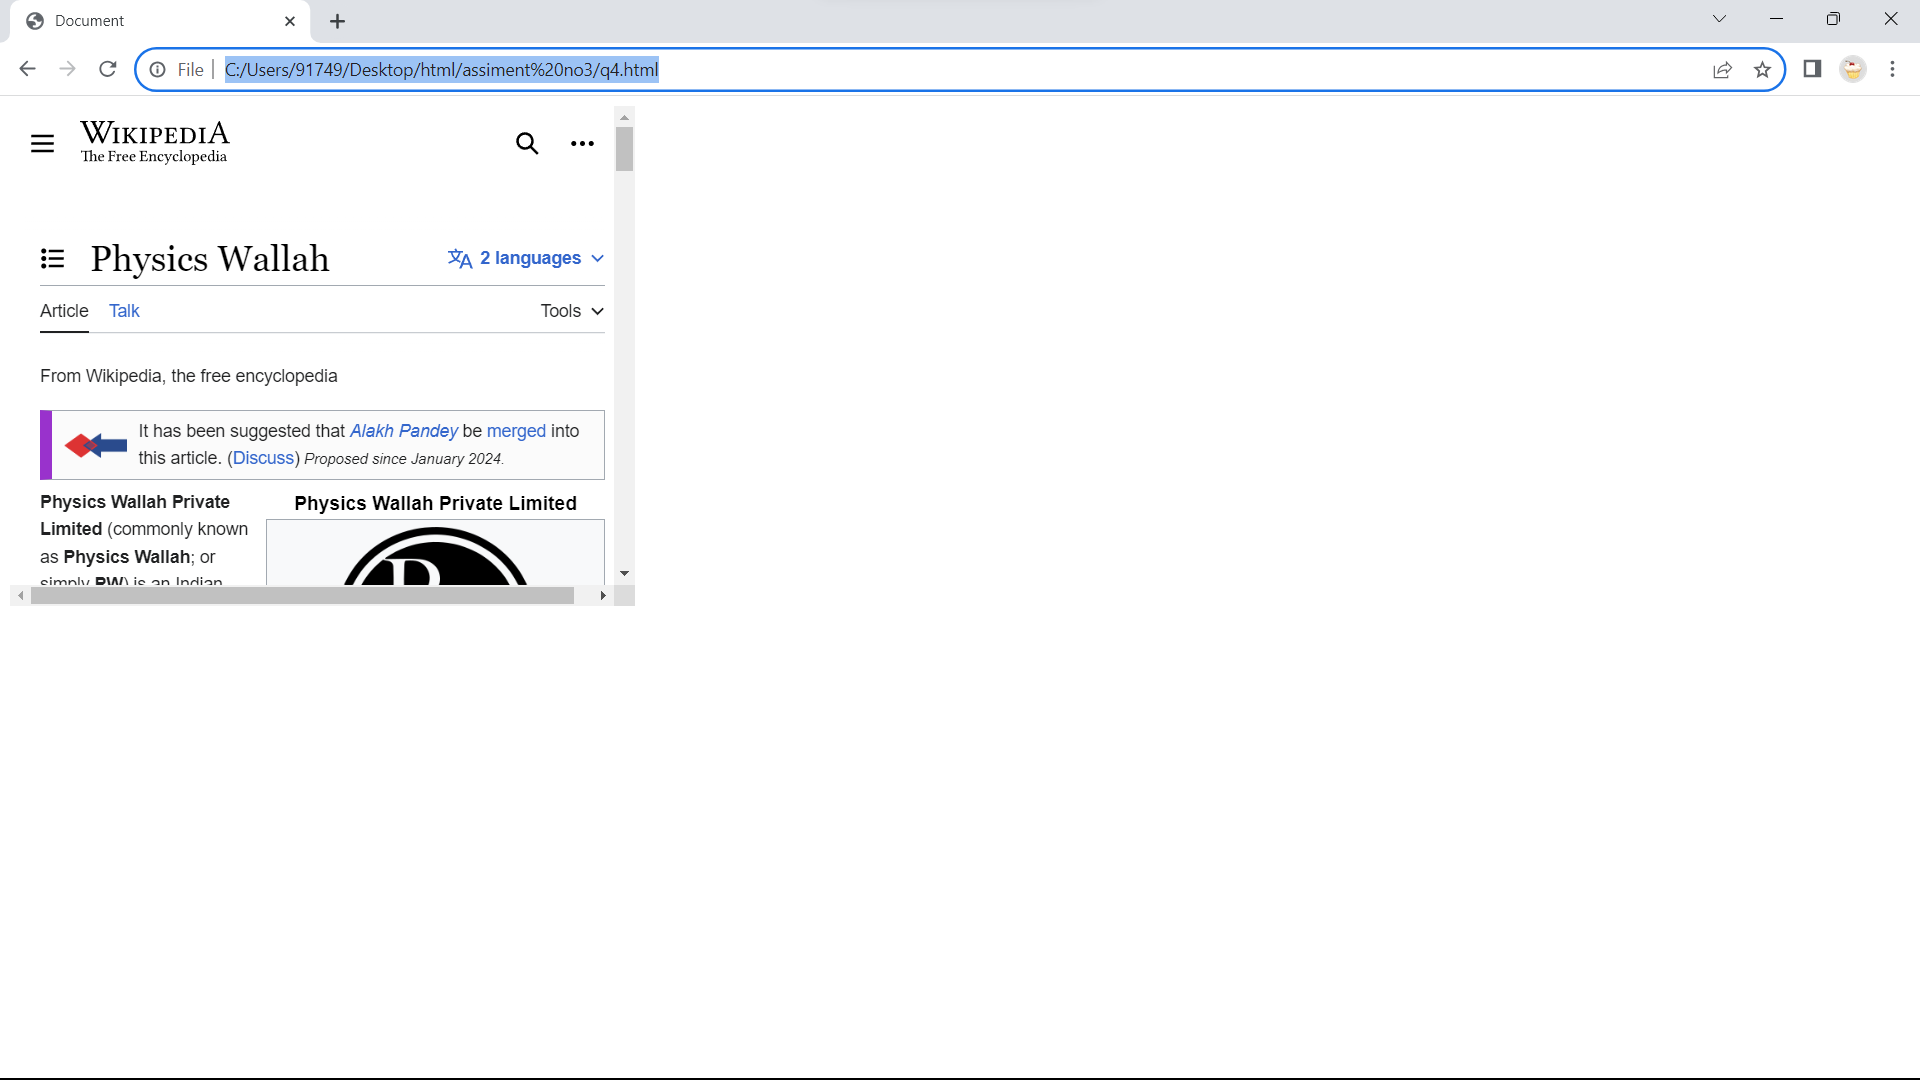 Document
File
C:/Users/91749/Desktop/html/assiment%20no3/q4.html
WIKIPEDIA
The Free Encyclopedia
Physics Wallah
2 languages
Article Talk Tools
From Wikipedia, the free encyclopedia
It has been suggested that Alakh Pandey be merged into
this article. (Discuss) Proposed since January 2024.
Physics Wallah Private
Limited (commonly known
as Physics Wallah; or
simply PW) is an Indian
Physics Wallah Private Limited